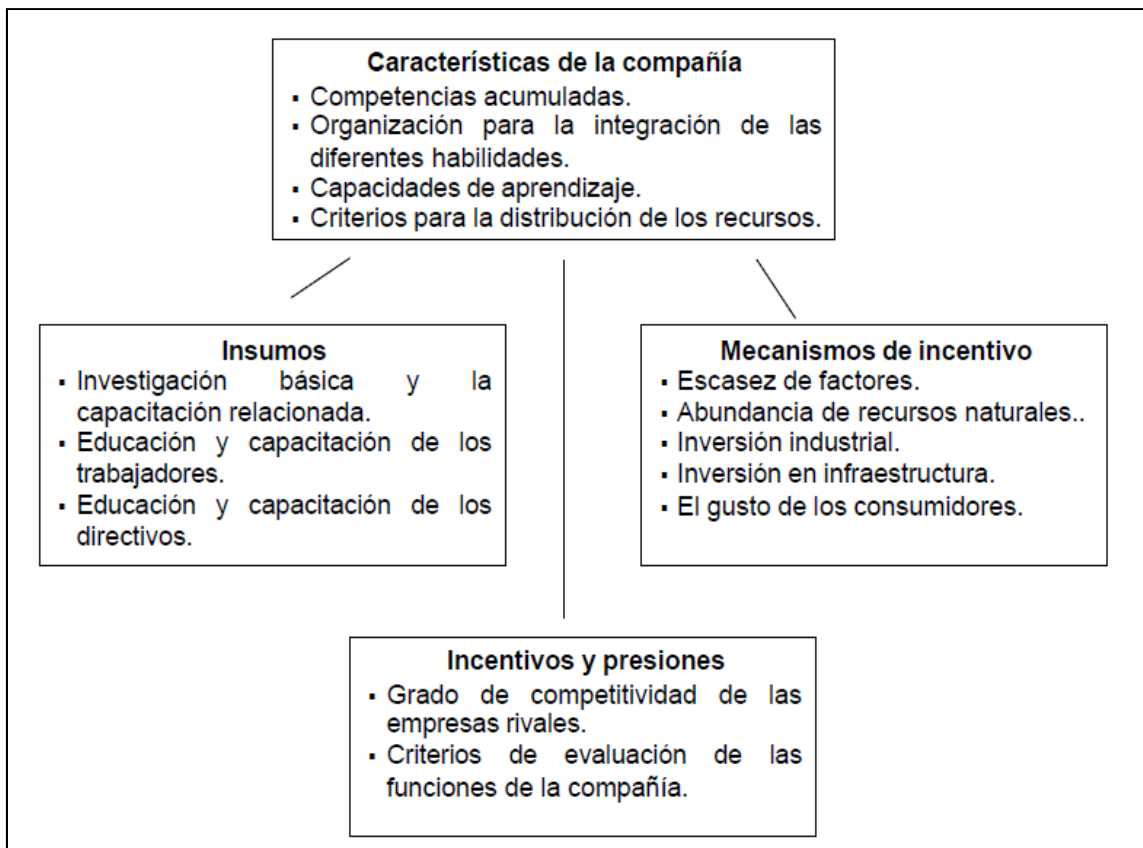 Características de la compañía
▪ Competencias acumuladas.
▪ Organización para la integración de las
diferentes habilidades.
▪ Capacidades de aprendizaje.
▪ Criterios para la distribución de los recursos.
Insumos
▪ Investigación básica y la
capacitación relacionada.
▪ Educación y capacitación de los
trabajadores.
▪ Educación y capacitación de los
directivos.
Mecanismos de incentivo
▪ Escasez de factores.
▪ Abundancia de recursos naturales..
▪ Inversión industrial.
▪ Inversión en infraestructura.
▪ El gusto de los consumidores.
Incentivos y presiones
▪ Grado de competitividad de las
empresas rivales.
▪ Criterios de evaluación de las
funciones de la compañía.